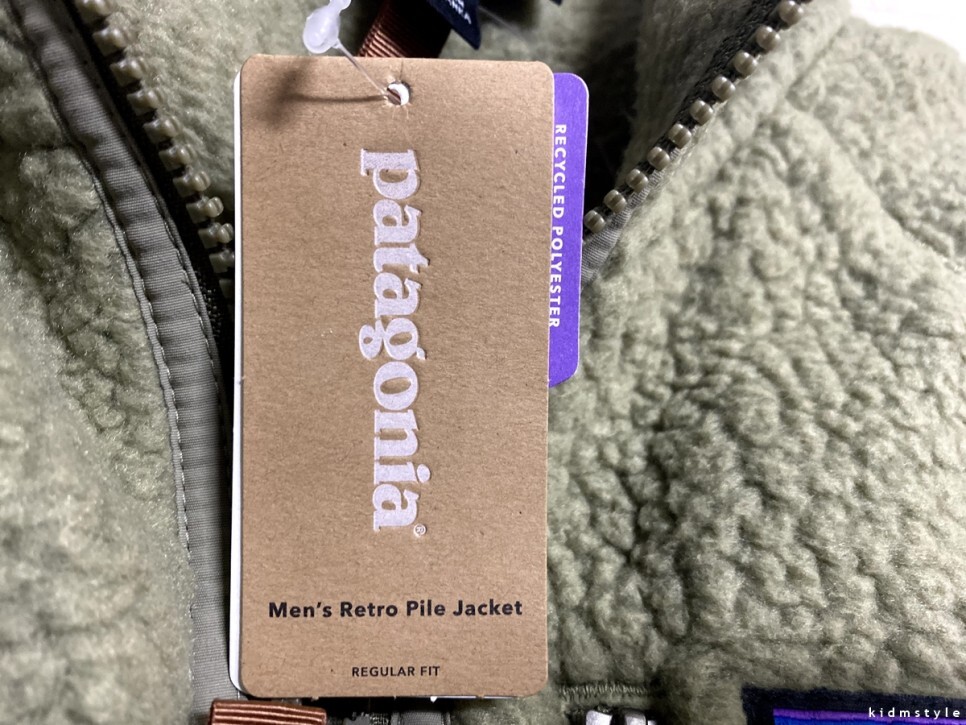 patagonia®
RECYCLED POLYESTER
Men's Retro Pile Jacket
REGULAR FIT
kidmstyle